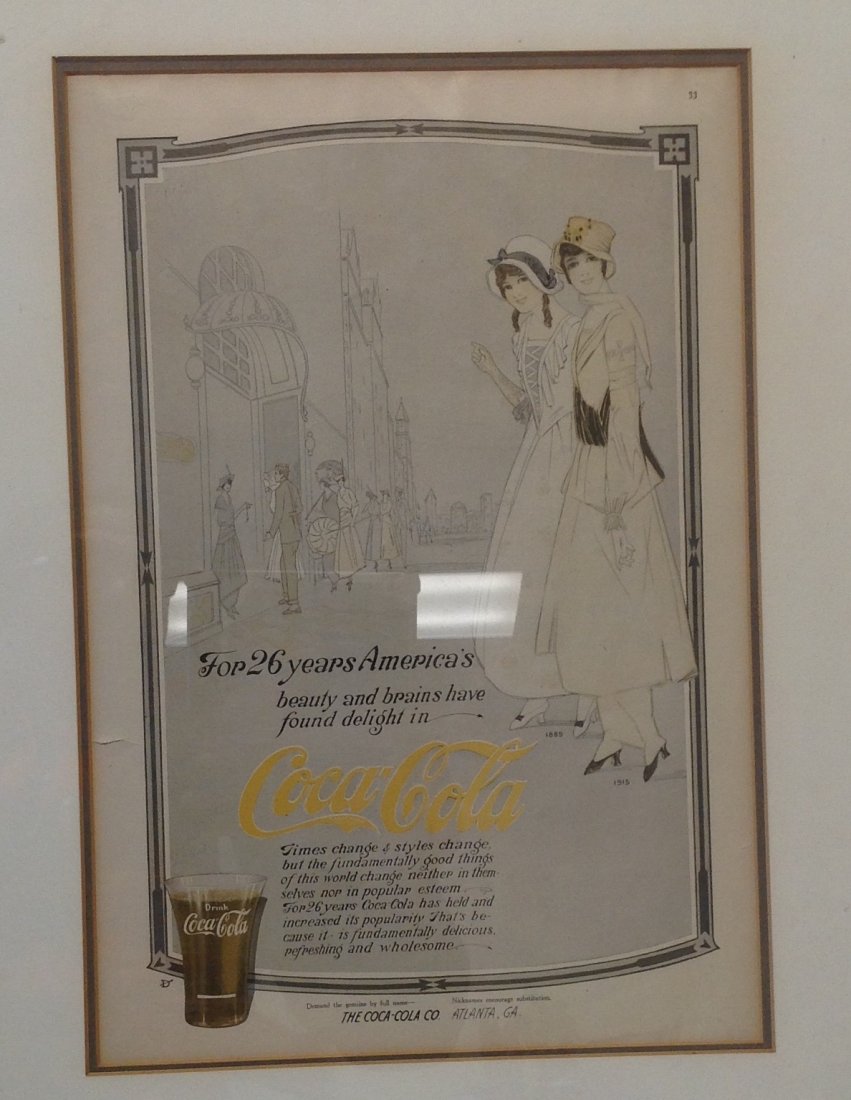 53
For 26 years America's
beauty and brains have
found delight in
1889
1915
Coca-Cola
Times change & styles change,
but the fundamentally good things
of this world change neither in them-
selves nor in popular esteem.
For 26 years Coca Cola has held and
increased its popularity That's be-
cause it is fundamentally delicious,
refreshing and wholesome
Drink
Coca-Cola
Demand the genuine by full name—
Nicknames encourage substitution.
THE COCA-COLA CO ATLANTA, GA.